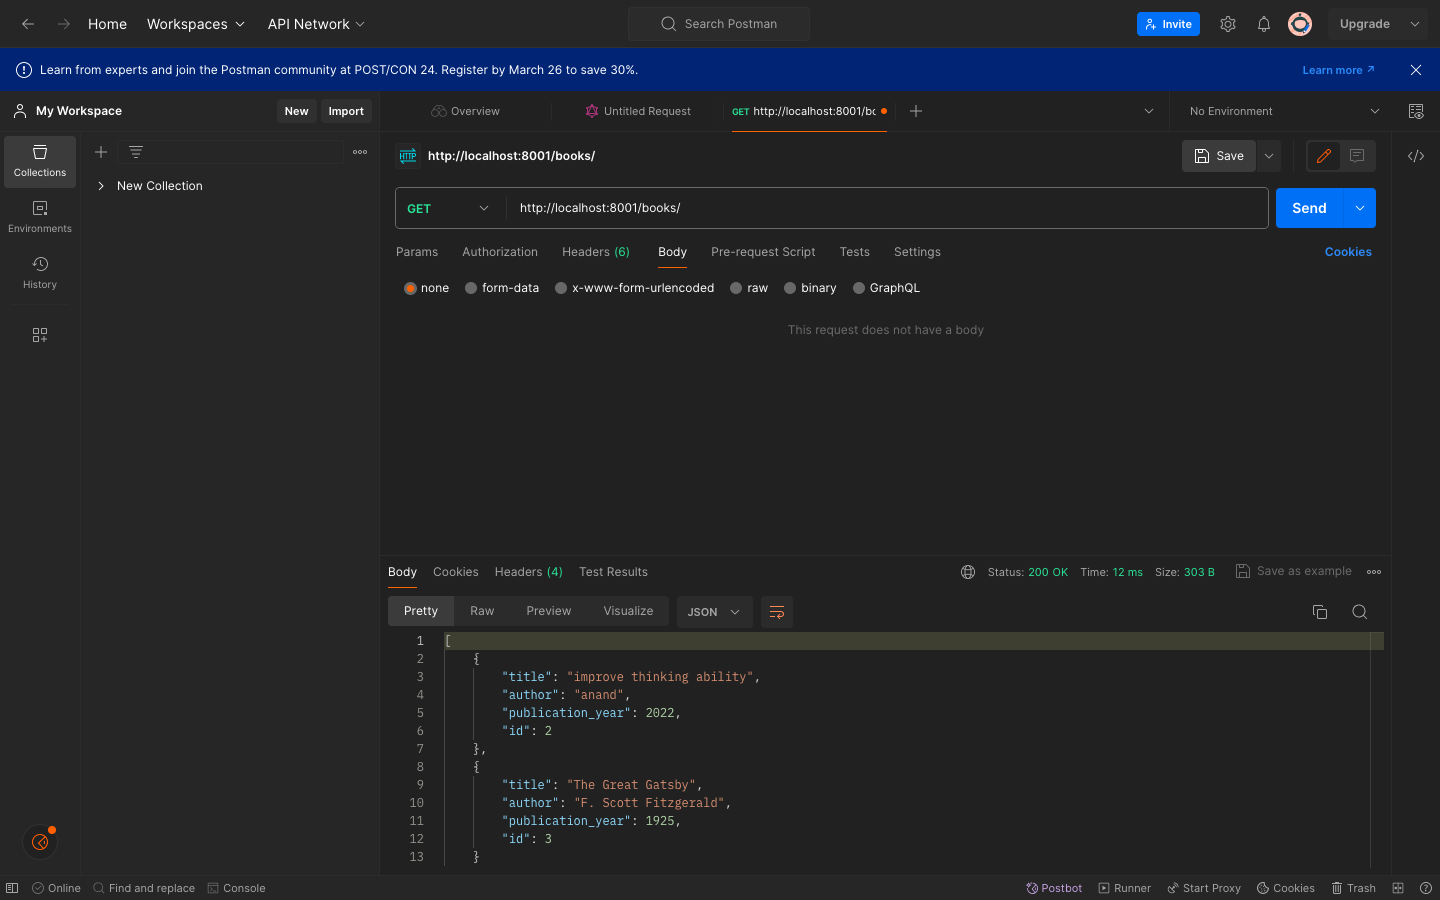 Home
Workspaces
API Network
Search Postman
Invite
Upgrade
Learn from experts and join the Postman community at POST/CON 24. Register by March 26 to save 30%.
Learn more
My Workspace
New
Import
Overview
Untitled Request
GET http://localhost:8001/bo
No Environment
Collections
New Collection
HTTP
http://localhost:8001/books/
Save
GET
http://localhost:8001/books/
Send
Environments
History
Params
Authorization
Headers (6)
Body
Pre-request Script
Tests
Settings
Cookies
none
form-data
x-www-form-urlencoded
raw
binary
GraphQL
This request does not have a body
Body
Cookies
Headers (4)
Test Results
Status: 200 OK
Time: 12 ms
Size: 303 B
Save as example
Pretty
Raw
Preview
Visualize
JSON
1 [
2 {
3 "title": "improve thinking ability",
4 "author": "anand",
5 "publication_year": 2022,
6 "id": 2
7 },
8 {
9 "title": "The Great Gatsby",
10 "author": "F. Scott Fitzgerald",
11 "publication_year": 1925,
12 "id": 3
13 }
Online
Find and replace
Console
Postbot
Runner
Start Proxy
Cookies
Trash